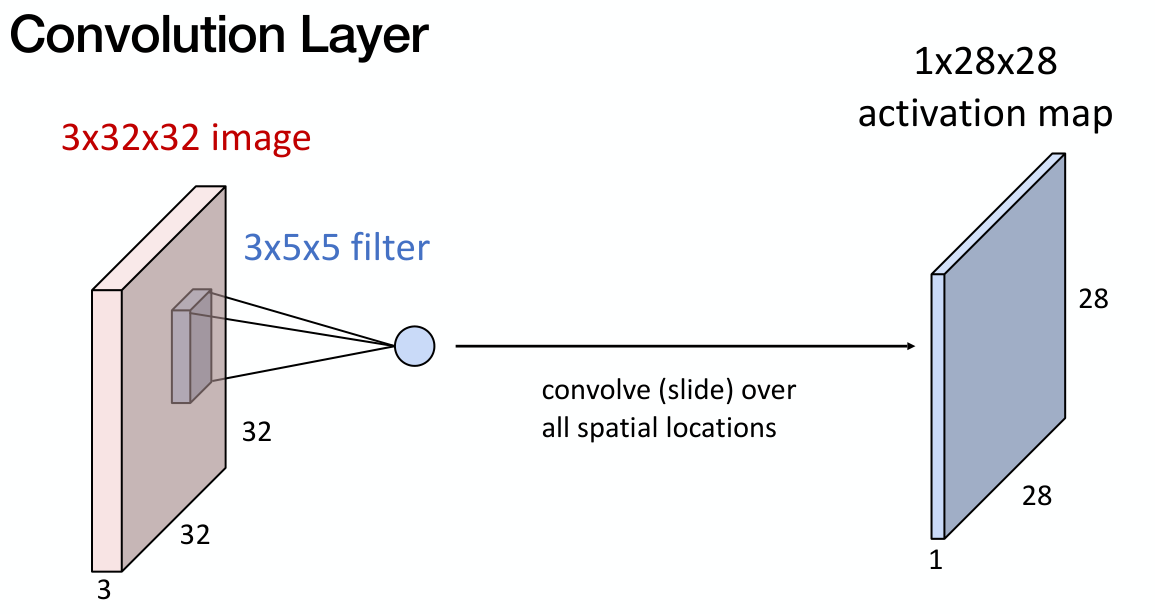 Convolution Layer
1x28x28
activation map
3x32x32 image
3x5x5 filter
28
convolve (slide) over
all spatial locations
32
28
32
1
3